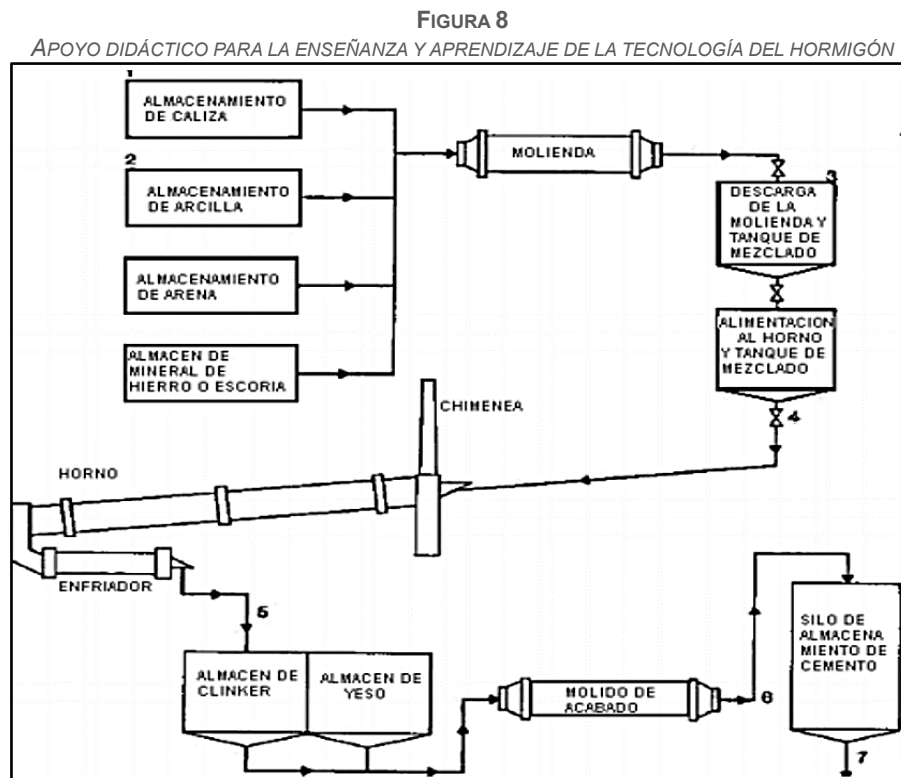 FIGURA 8
APOYO DIDÁCTICO PARA LA ENSEÑANZA Y APRENDIZAJE DE LA TECNOLOGÍA DEL HORMIGÓN
1
ALMACENAMIENTO
DE CALIZA
2
ALMACENAMIENTO
DE ARCILLA
ALMACENAMIENTO
DE ARENA
ALMACEN DE
MINERAL DE
HIERRO O ESCORIA
MOLIENDA
3
DESCARGA
DE LA
MOLIENDA Y
TANQUE DE
MEZCLADO
ALIMENTACION
AL HORNO
Y TANQUE DE
MEZCLADO
4
CHIMENEA
HORNO
ENFRIADOR
5
ALMACEN DE
CLINKER
ALMACEN DE
YESO
MOLIDO DE
ACABADO
6
SILO DE
ALMACENA
MIENTO DE
CEMENTO
7